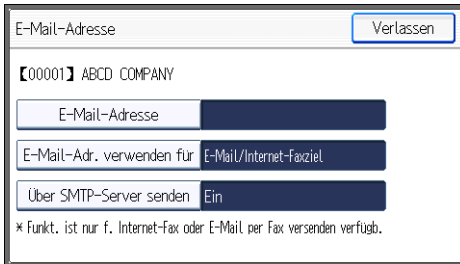 E-Mail-Adresse
Verlassen
【00001】 ABCD COMPANY
E-Mail-Adresse
E-Mail-Adr. verwenden für E-Mail/Internet-Faxziel
Über SMTP-Server senden Ein
* Funkt. ist nur f. Internet-Fax oder E-Mail per Fax versenden verfügb.